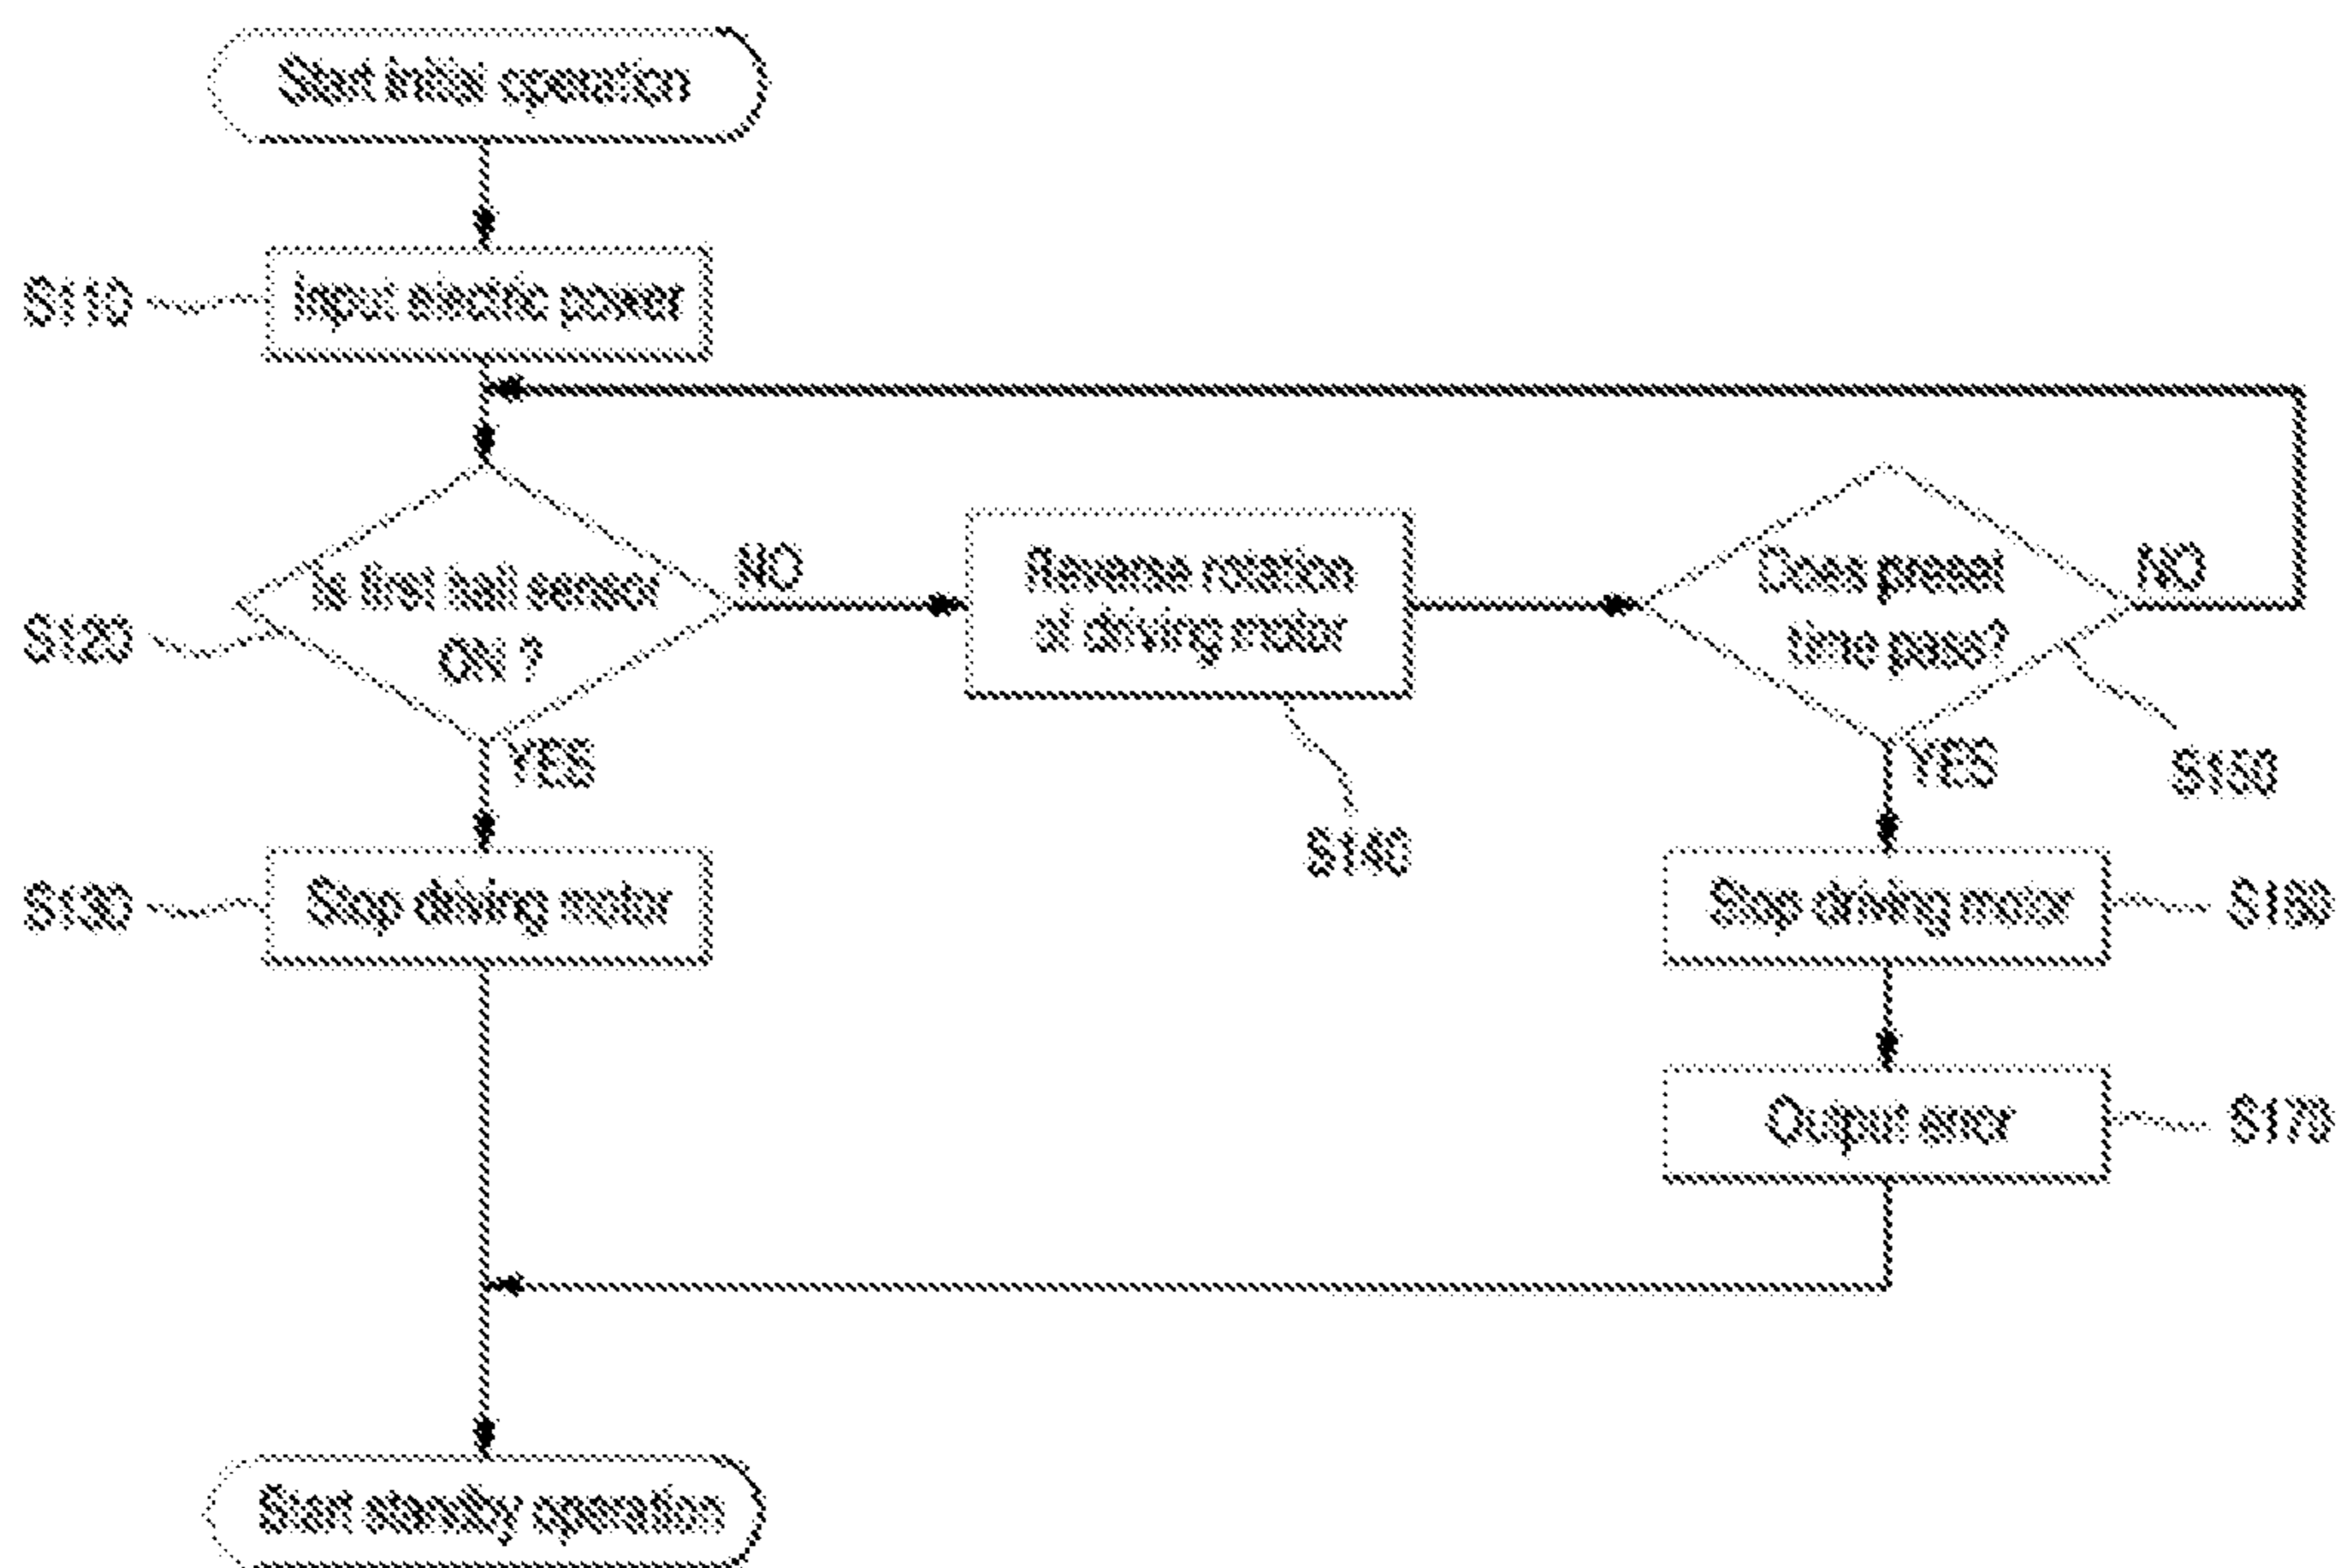 Start initial operation
S110
Input electric power
S120
Is first hall sensor
ON ?
NO
YES
Reverse rotation
of driving motor
S140
Does preset
time pass?
NO
YES
S150
S130
Stop driving motor
Stop driving motor
S160
Output error
S170
Start standby operation